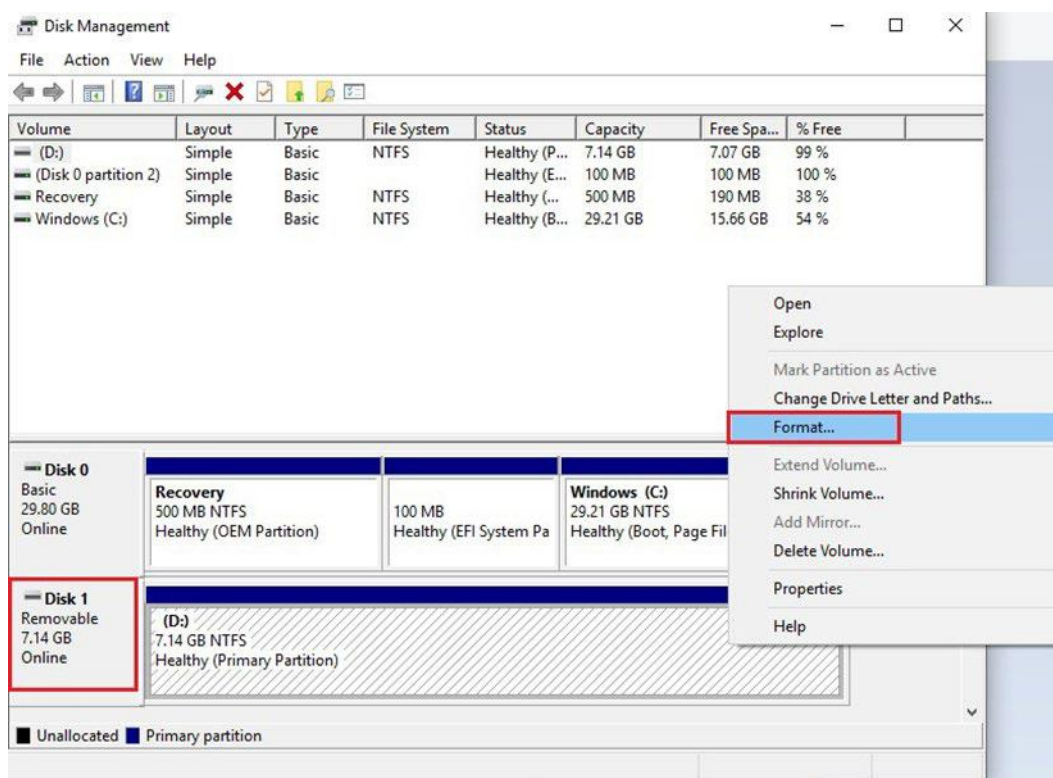 Disk Management
File Action View Help
Volume Layout Type File System Status Capacity Free Spa... % Free
(D:) Simple Basic NTFS Healthy (P... 7.14 GB 7.07 GB 99 %
(Disk 0 partition 2) Simple Basic Healthy (E... 100 MB 100 MB 100 %
Recovery Simple Basic NTFS Healthy (... 500 MB 190 MB 38 %
Windows (C:) Simple Basic NTFS Healthy (B... 29.21 GB 15.66 GB 54 %
Open
Explore
Mark Partition as Active
Change Drive Letter and Paths...
Format...
Extend Volume...
Shrink Volume...
Add Mirror...
Delete Volume...
Properties
Help
Disk 0
Basic
29.80 GB
Online
Recovery
500 MB NTFS
Healthy (OEM Partition)
100 MB
Healthy (EFI System Pa
Windows (C:)
29.21 GB NTFS
Healthy (Boot, Page Fil
Disk 1
Removable
7.14 GB
Online
(D:)
7.14 GB NTFS
Healthy (Primary Partition)
Unallocated Primary partition